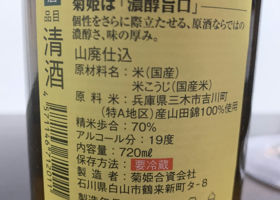 菊姫は「濃醇旨口」
個性をさらに際立たせる、原酒ならではの
濃醇さ、味の厚み。
品目 清酒
山廃仕込
原材料名:米(国産)
米こうじ(国産米)
原料米:兵庫県三木市吉川町
(特A地区)産山田錦100%使用
精米歩合:70%
アルコール分:19度
内容量:720ml
保存方法:要冷蔵
製造者:菊姫合資会社
石川県白山市鶴来新町タ-8